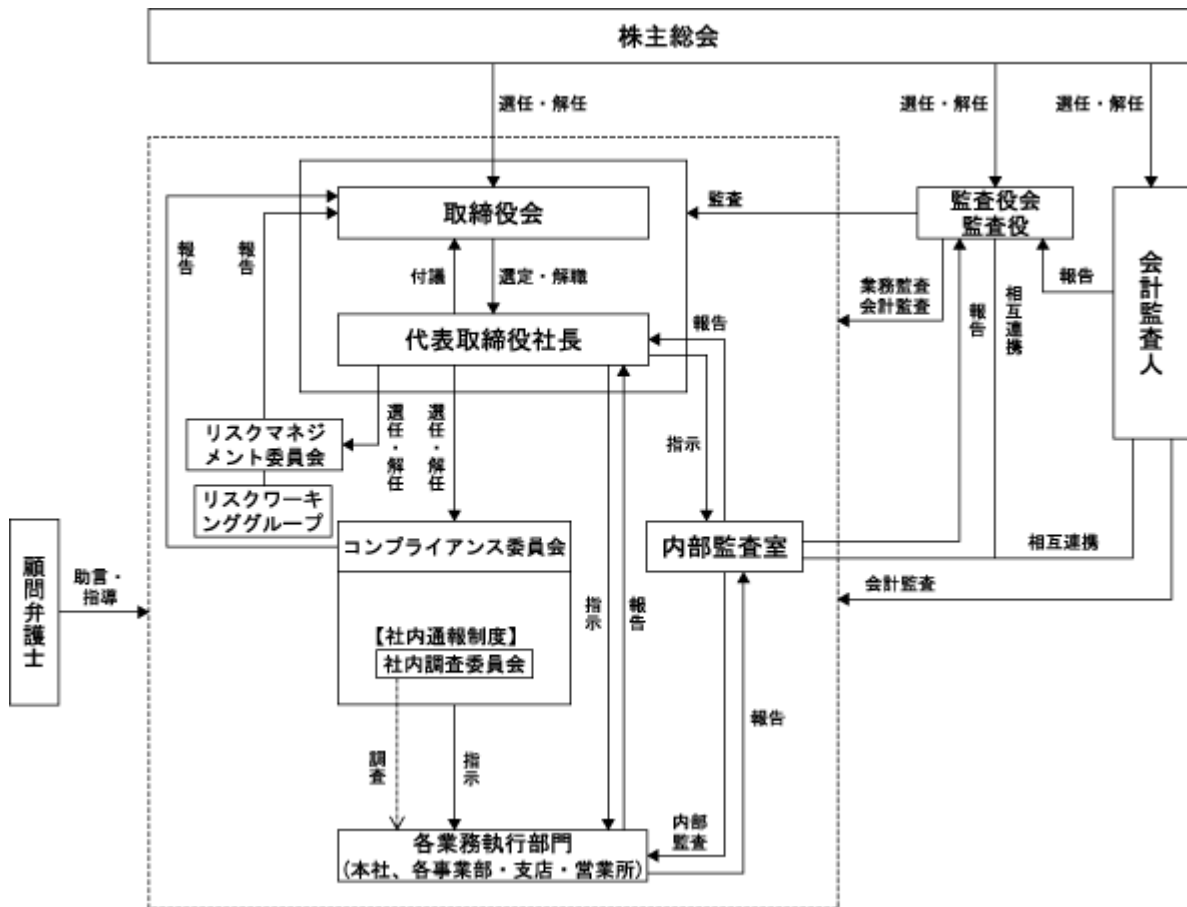 株主総会
選任・解任
選任・解任
選任・解任
取締役会
監査
監査役会
監査役
会計監査人
報告
報告
付議
選定・解職
業務監査
会計監査
報告
相互連携
報告
代表取締役社長
報告
選任・解任
選任・解任
指示
リスクマネジ
メント委員会
リスクワーキ
ンググループ
コンプライアンス委員会
内部監査室
相互連携
顧問弁護士
助言・
指導
会計監査
指示
報告
【社内通報制度】
社内調査委員会
報告
調査
指示
内部
監査
各業務執行部門
(本社、各事業部・支店・営業所)